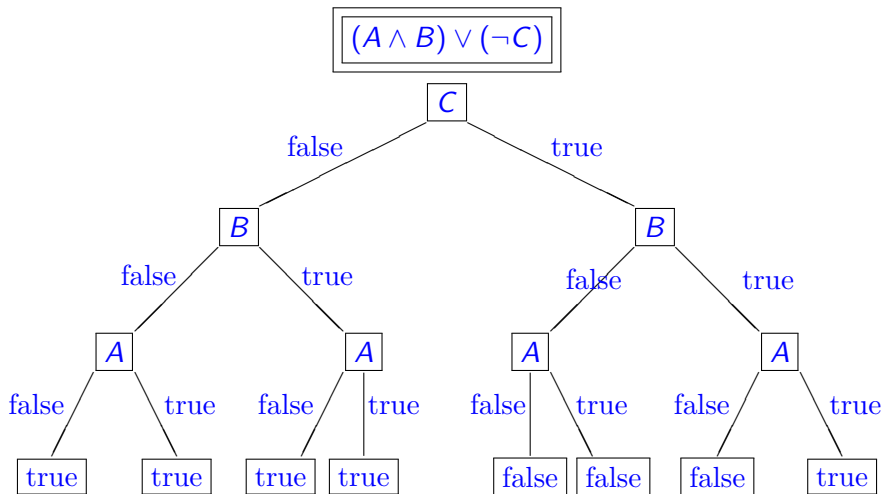 (A ∧ B) ∨ (¬C)
C
false true
B B
false true false true
A A A A
false true false true false true false true
true true true true false false false true